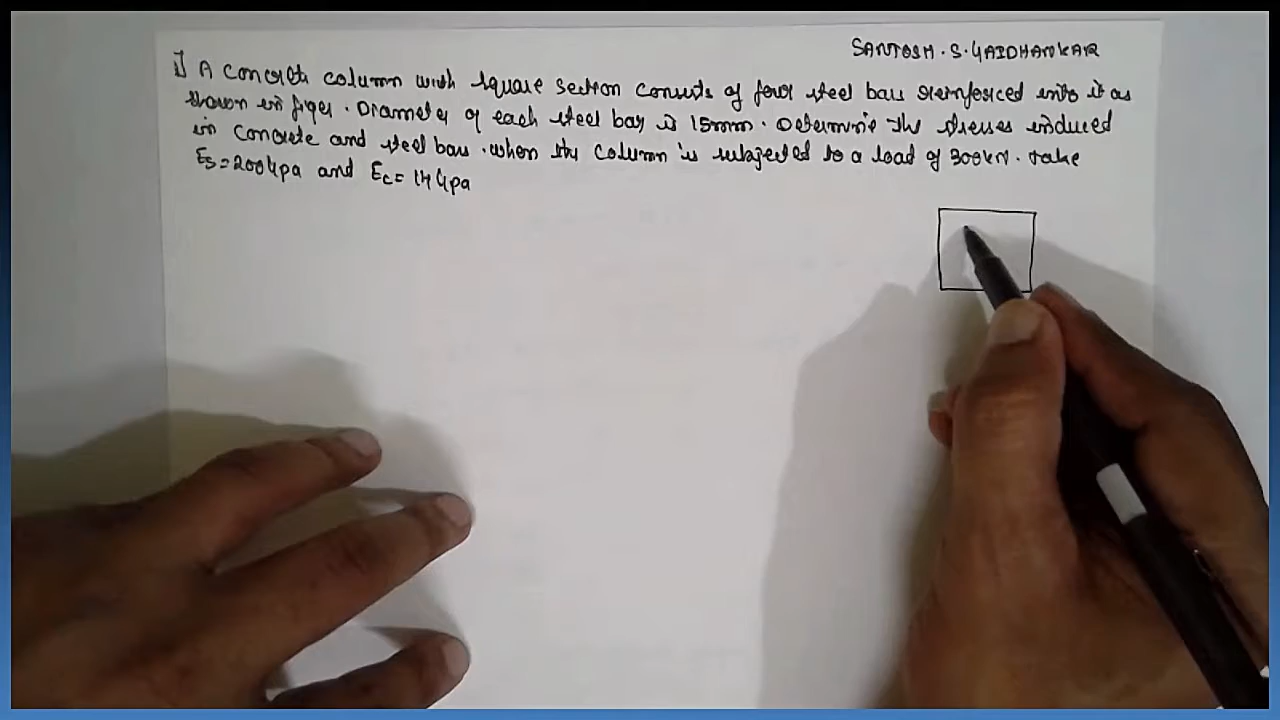 SANTOSH.S.GAIDHANKAR
1] A concrete column with square section consists of four steel bars reinforced into it as
shown in figer. Diameter of each steel bar is 15mm. Determine the stresses induced
in concrete and steel bars. when the column is subjected to a load of 300kN. take
Es=200Gpa and Ec=14Gpa